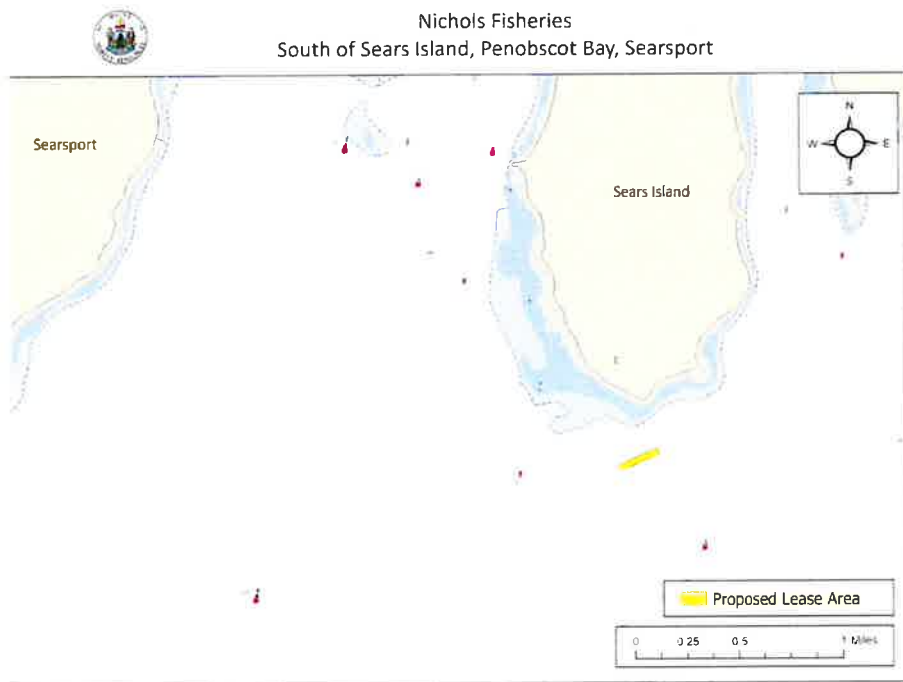 Nichols Fisheries
South of Sears Island, Penobscot Bay, Searsport
Searsport
Sears Island
N
W E
S
Proposed Lease Area
0 0.25 0.5 1 Miles